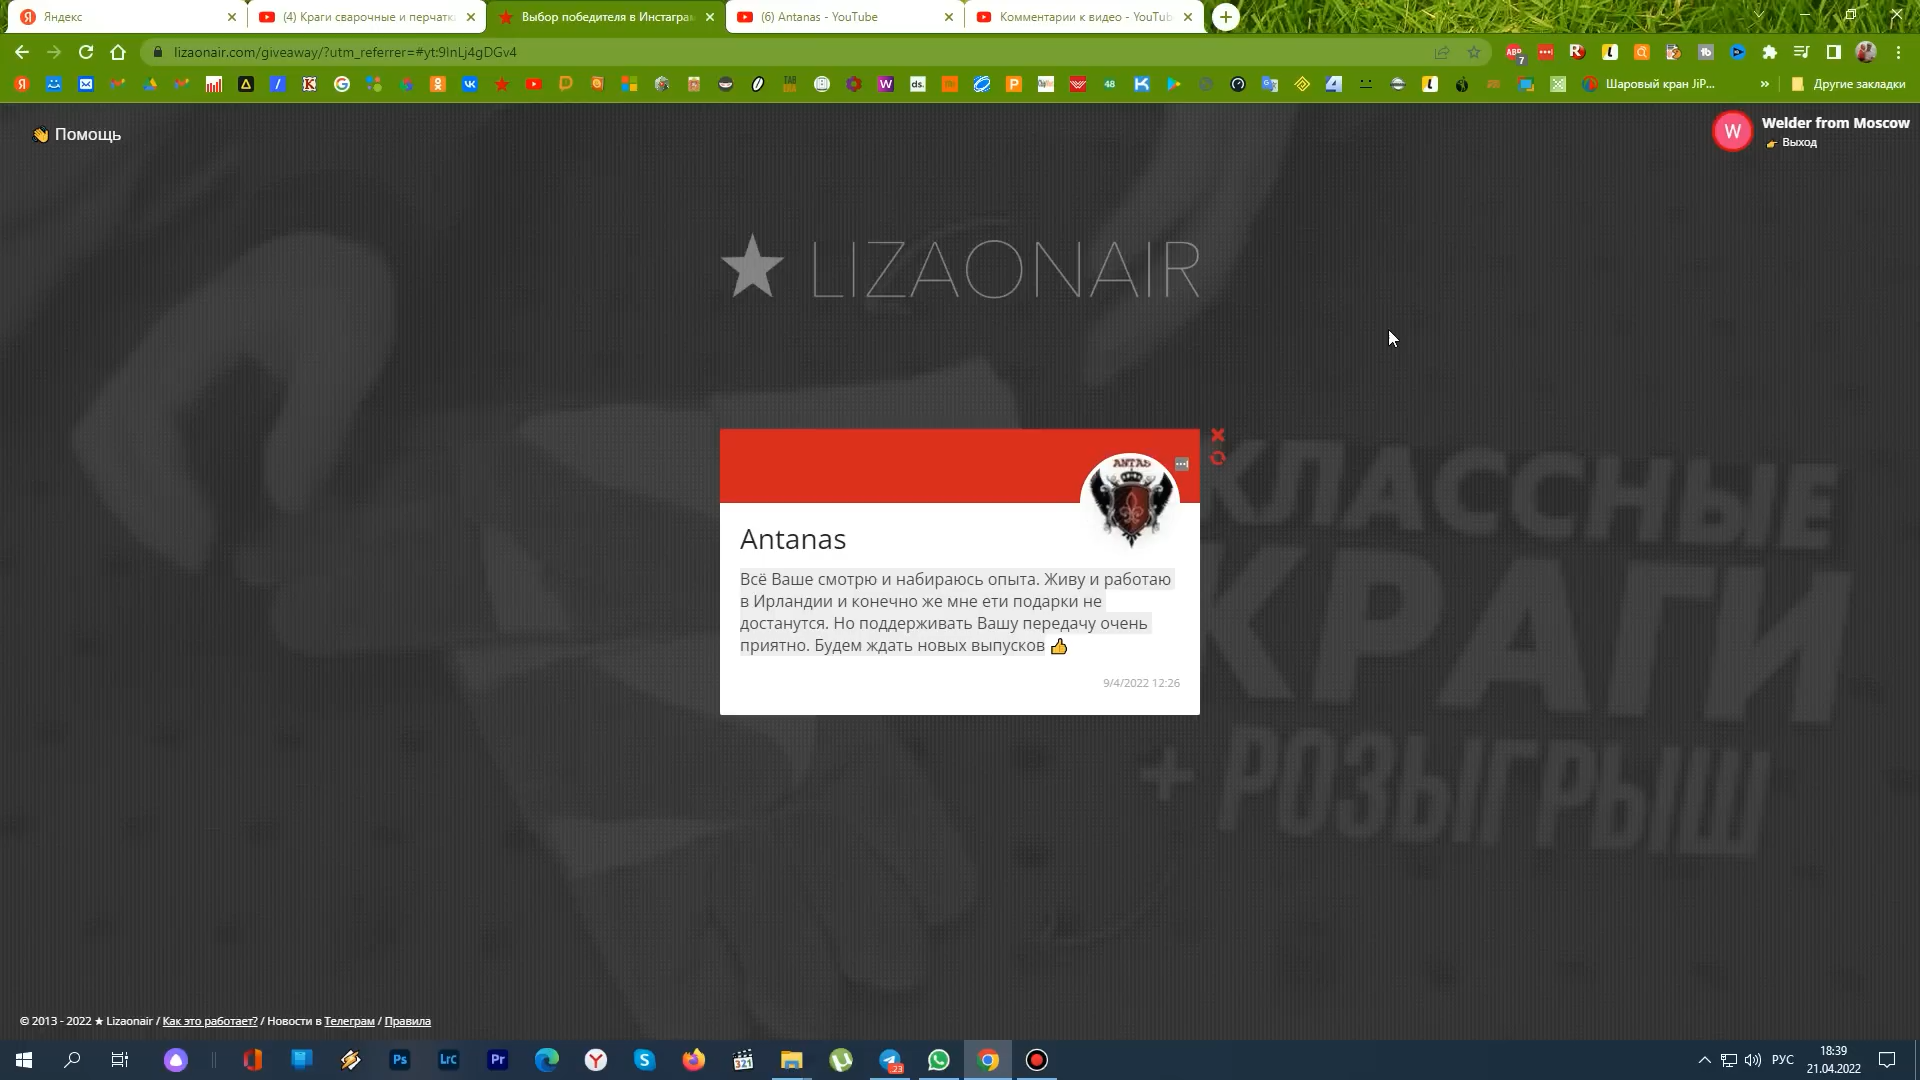 Яндекс
(4) Краги сварочные и перчатк
Выбор победителя в Инстаграм
(6) Antanas - YouTube
Комментарии к видео - YouTub
lizaonair.com/giveaway/?utm_referrer=#yt:9lnLj4gDGv4
Шаровый кран JiP...
»
Другие закладки
Помощь
W
Welder from Moscow
Выход
LIZAONAIR
КЛАССНЫЕ
КРАГИ
+ РОЗЫГРЫШ
Antanas
Всё Ваше смотрю и набираюсь опыта. Живу и работаю
в Ирландии и конечно же мне ети подарки не
достанутся. Но поддерживать Вашу передачу очень
приятно. Будем ждать новых выпусков 👍
9/4/2022 12:26
© 2013 - 2022 ★ Lizaonair / Как это работает? / Новости в Телеграм / Правила
Ps
Lrc
Pr
РУС
18:39
21.04.2022